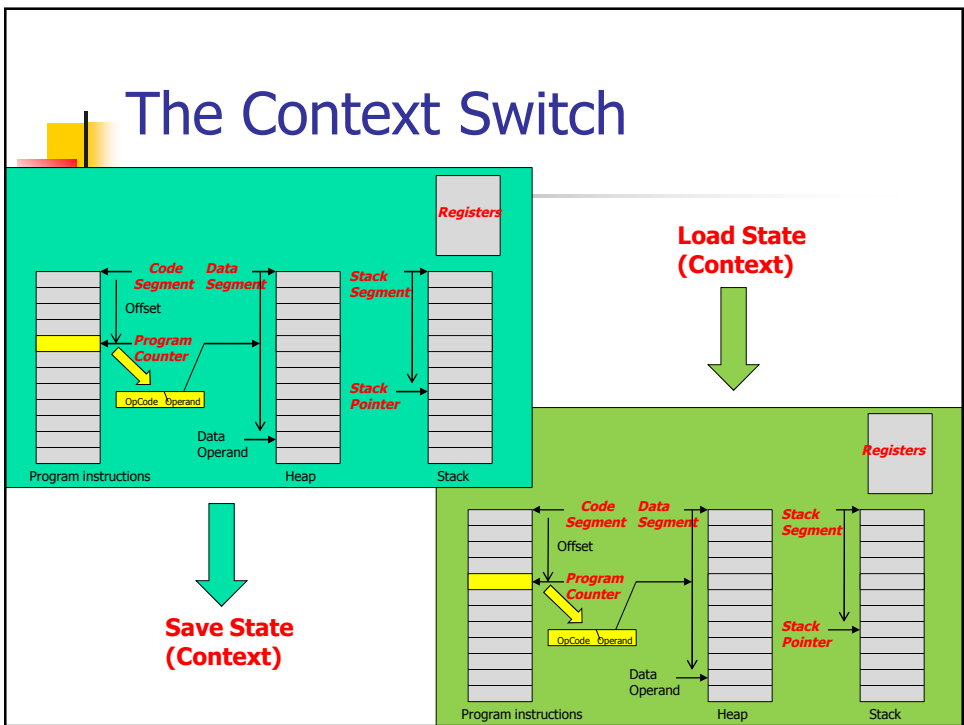 The Context Switch
Registers
Code Segment
Data Segment
Stack Segment
Offset
Program Counter
OpCode Operand
Stack Pointer
Data Operand
Program instructions
Heap
Stack
Save State
(Context)
Load State
(Context)
Registers
Code Segment
Data Segment
Stack Segment
Offset
Program Counter
OpCode Operand
Stack Pointer
Data Operand
Program instructions
Heap
Stack